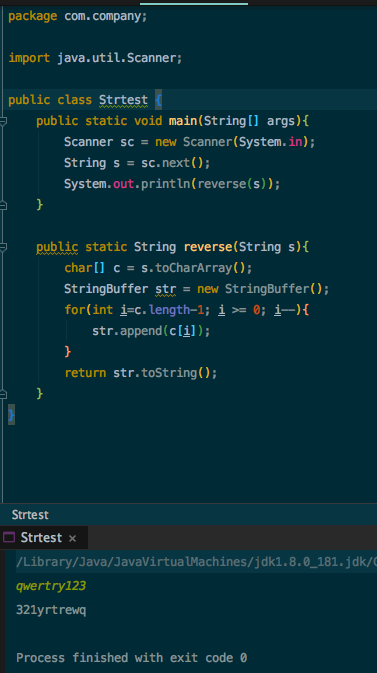 package com.company;
import java.util.Scanner;
public class Strtest {
public static void main(String[] args){
Scanner sc = new Scanner(System.in);
String s = sc.next();
System.out.println(reverse(s));
}
public static String reverse(String s){
char[] c = s.toCharArray();
StringBuffer str = new StringBuffer();
for(int i=c.length-1; i >= 0; i--){
str.append(c[i]);
}
return str.toString();
}
}
Strtest
Strtest ×
/Library/Java/JavaVirtualMachines/jdk1.8.0_181.jdk/
qwertry123
321yrtrewq
Process finished with exit code 0